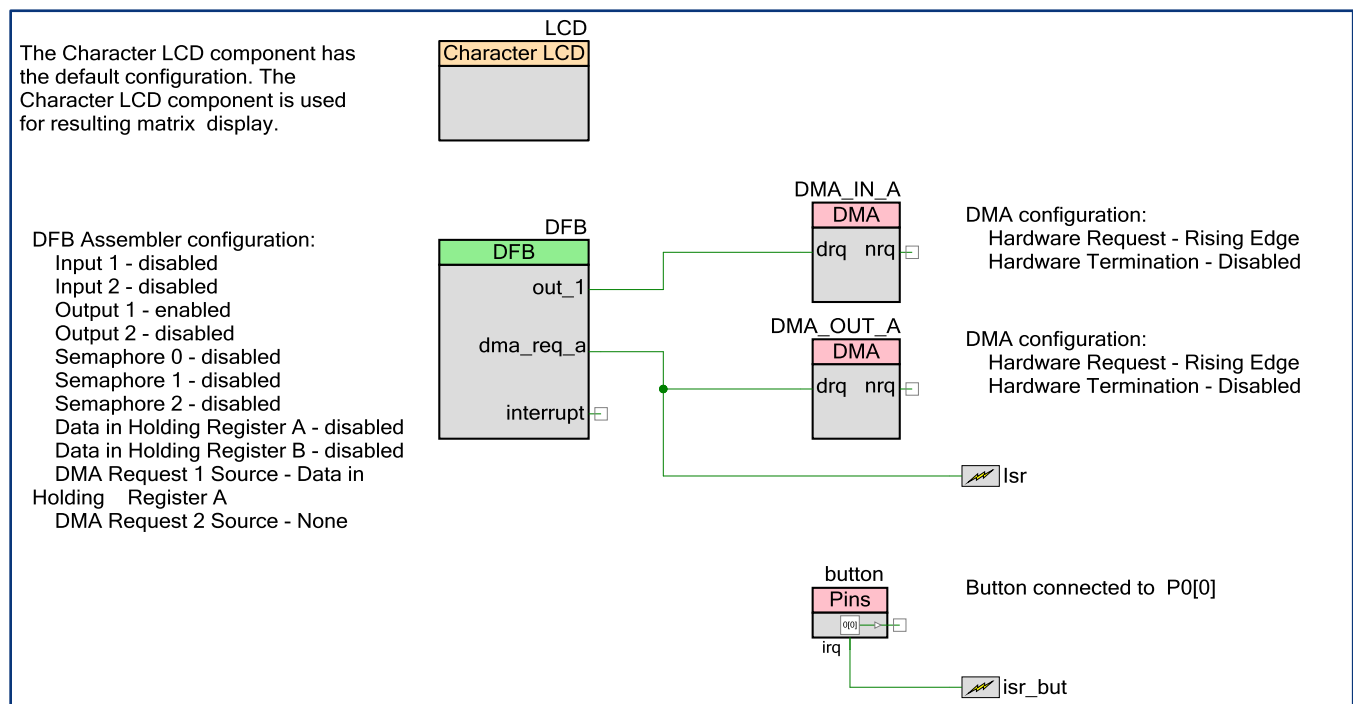 LCD
Character LCD
The Character LCD component has
the default configuration. The
Character LCD component is used
for resulting matrix  display.
DMA_IN_A
DMA
drq nrq
DMA configuration:
Hardware Request - Rising Edge
Hardware Termination - Disabled
DFB
DFB
out_1
dma_req_a
interrupt
DFB Assembler configuration:
Input 1 - disabled
Input 2 - disabled
Output 1 - enabled
Output 2 - disabled
Semaphore 0 - disabled
Semaphore 1 - disabled
Semaphore 2 - disabled
Data in Holding Register A - disabled
Data in Holding Register B - disabled
DMA Request 1 Source - Data in
Holding    Register A
DMA Request 2 Source - None
DMA_OUT_A
DMA
drq nrq
DMA configuration:
Hardware Request - Rising Edge
Hardware Termination - Disabled
Isr
button
Pins
0[0]
irq
Button connected to  P0[0]
isr_but